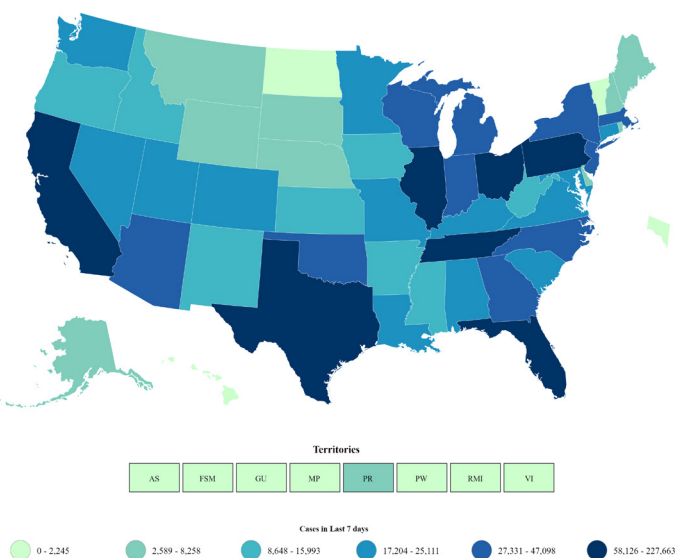 Territories
AS FSM GU MP PR PW RMI VI
Cases in Last 7 days
0 - 2,245 2,589 - 8,258 8,648 - 15,993 17,204 - 25,111 27,331 - 47,098 58,126 - 227,663